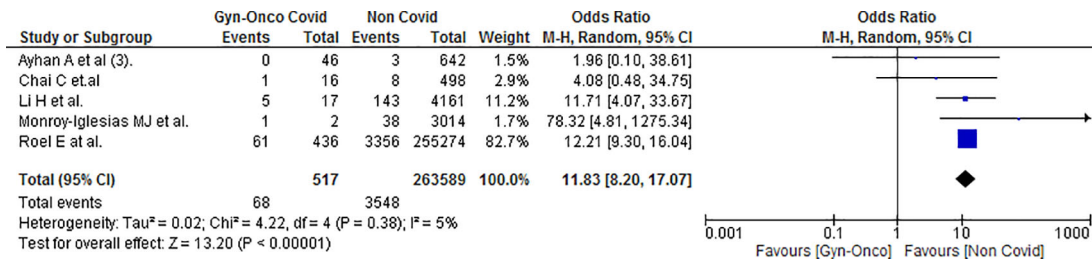 Gyn-Onco Covid Non Covid Odds Ratio Odds Ratio
Study or Subgroup Events Total Events Total Weight M-H, Random, 95% CI M-H, Random, 95% CI
Ayhan A et al (3). 0 46 3 642 1.5% 1.96 [0.10, 38.61]
Chai C et.al 1 16 8 498 2.9% 4.08 [0.48, 34.75]
Li H et al. 5 17 143 4161 11.2% 11.71 [4.07, 33.67]
Monroy-Iglesias MJ et al. 1 2 38 3014 1.7% 78.32 [4.81, 1275.34]
Roel E at al. 61 436 3356 255274 82.7% 12.21 [9.30, 16.04]
Total (95% CI) 517 263589 100.0% 11.83 [8.20, 17.07]
Total events 68 3548
Heterogeneity: Tau² = 0.02; Chi² = 4.22, df = 4 (P = 0.38); I² = 5%
Test for overall effect: Z = 13.20 (P < 0.00001)
0.001 0.1 1 10 1000
Favours [Gyn-Onco] Favours [Non Covid]